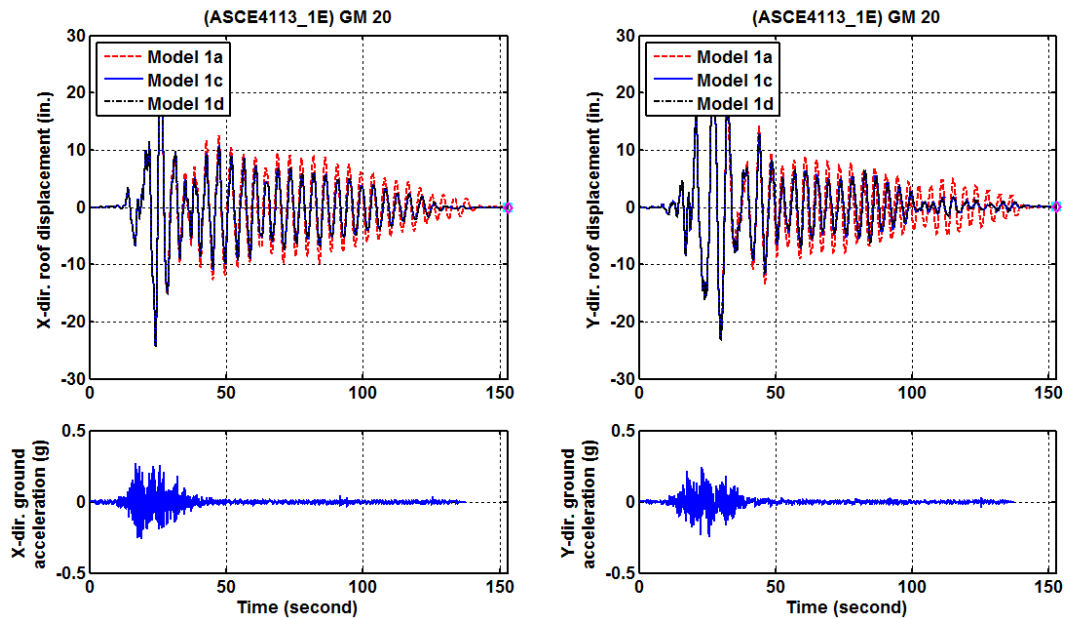 (ASCE4113_1E) GM 20
30
20
10
0
-10
-20
-30
X-dir. roof displacement (in.)
Model 1a
Model 1c
Model 1d
0
50
100
150
0.5
0
-0.5
X-dir. ground
acceleration (g)
0
50
100
150
Time (second)
(ASCE4113_1E) GM 20
30
20
10
0
-10
-20
-30
Y-dir. roof displacement (in.)
Model 1a
Model 1c
Model 1d
0
50
100
150
0.5
0
-0.5
Y-dir. ground
acceleration (g)
0
50
100
150
Time (second)